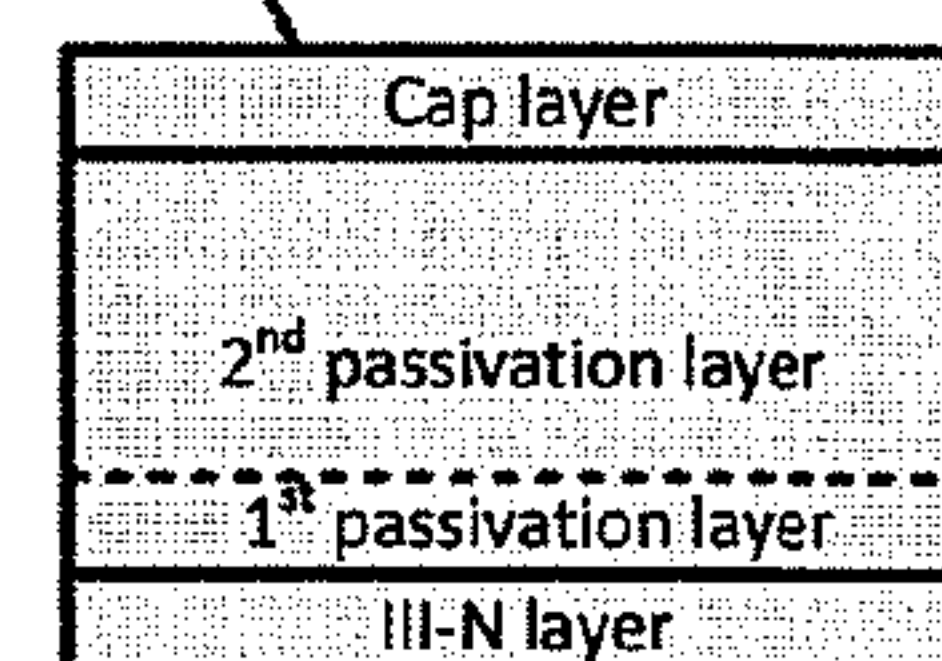 Cap layer
2nd passivation layer
1st passivation layer
III-N layer